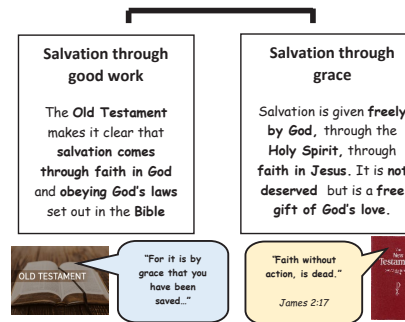 Salvation through
good work
The Old Testament
makes it clear that
salvation comes
through faith in God
and obeying God's laws
set out in the Bible
Salvation through
grace
Salvation is given freely
by God, through the
Holy Spirit, through
faith in Jesus. It is not
deserved but is a free
gift of God's love.
OLD TESTAMENT
"For it is by
grace that you
have been
saved…"
"Faith without
action, is dead."
James 2:17
New
Testam